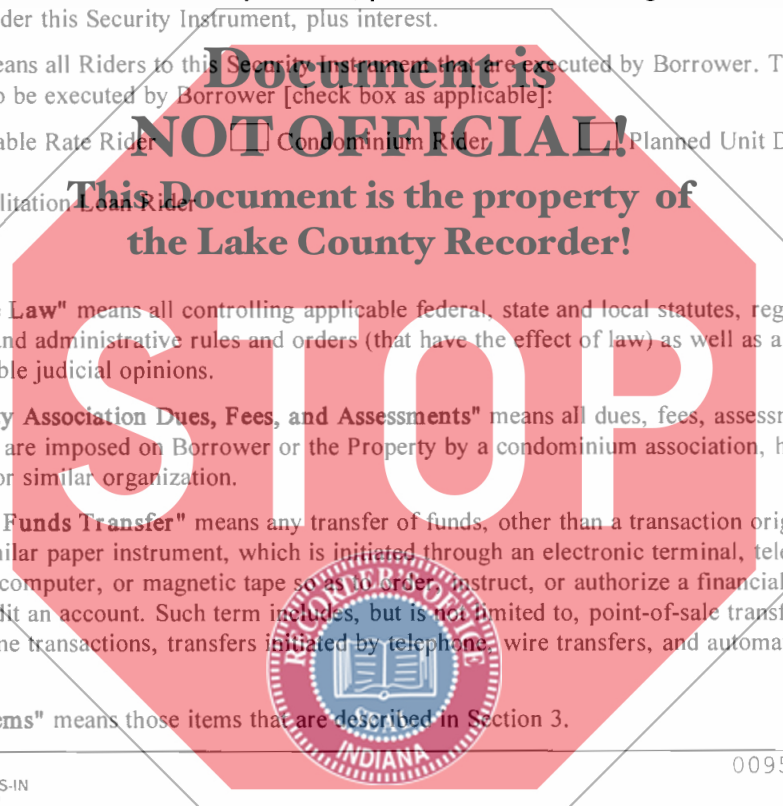 der this Security Instrument, plus interest.
eans all Riders to this Security Instrument that are executed by Borrower. T
o be executed by Borrower [check box as applicable]:
able Rate Rider Condominium Rider Planned Unit D
litation Loan Rider
Document is
NOT OFFICIAL!
This Document is the property of
the Lake County Recorder!
STOP
Law" means all controlling applicable federal, state and local statutes, reg
nd administrative rules and orders (that have the effect of law) as well as a
ble judicial opinions.
y Association Dues, Fees, and Assessments" means all dues, fees, assessm
are imposed on Borrower or the Property by a condominium association, h
or similar organization.
Funds Transfer" means any transfer of funds, other than a transaction orig
milar paper instrument, which is initiated through an electronic terminal, tele
computer, or magnetic tape so as to order, instruct, or authorize a financial
dit an account. Such term includes, but is not limited to, point-of-sale transf
ne transactions, transfers initiated by telephone, wire transfers, and automa
ems" means those items that are described in Section 3.
RECORDER'S OFFICE
SEAL
INDIANA
0095
S-IN